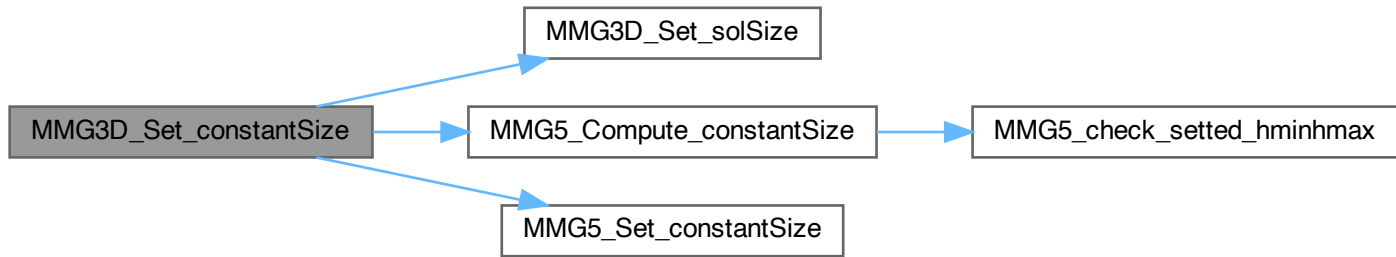 MMG3D_Set_solSize
MMG3D_Set_constantSize
MMG5_Compute_constantSize
MMG5_check_setted_hminhmax
MMG5_Set_constantSize